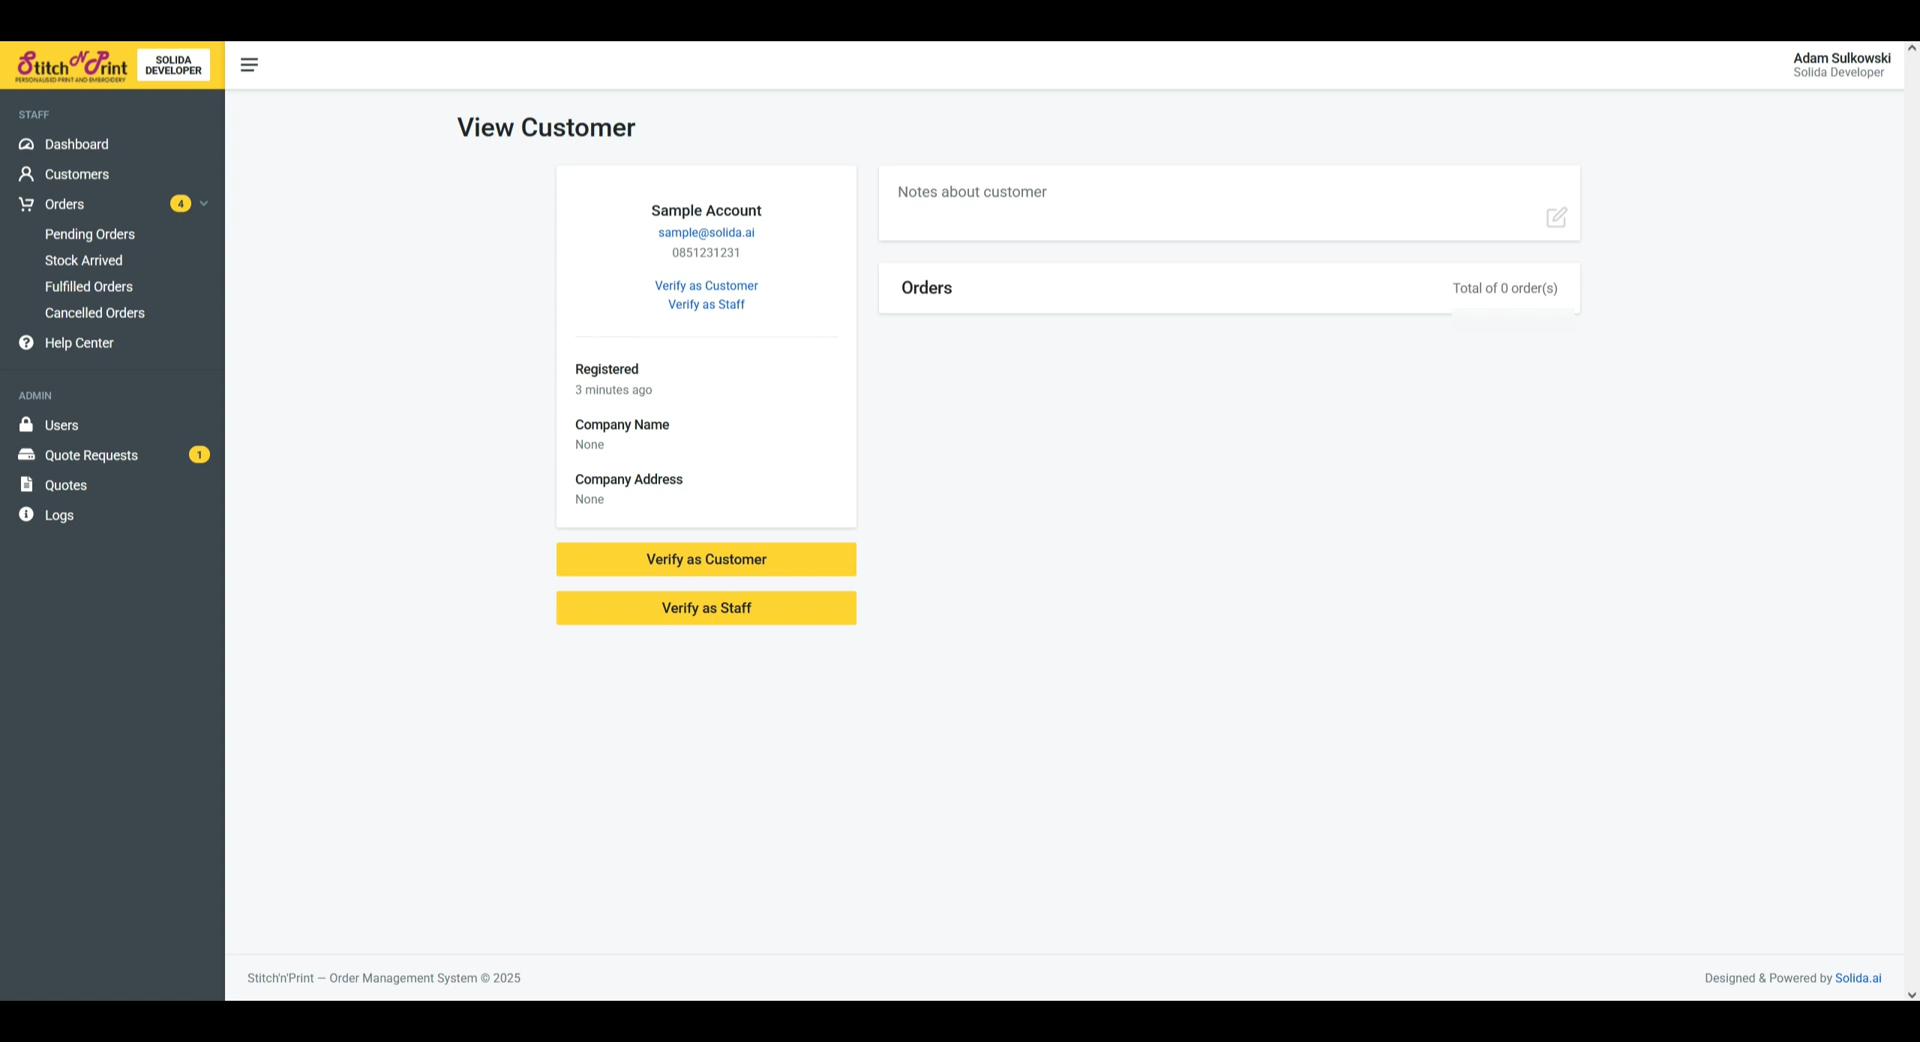 Stitch N Print
PERSONALISED PRINT AND EMBROIDERY
SOLIDA
DEVELOPER
Adam Sulkowski
Solida Developer
STAFF
Dashboard
Customers
Orders
4
Pending Orders
Stock Arrived
Fulfilled Orders
Cancelled Orders
Help Center
ADMIN
Users
Quote Requests
1
Quotes
Logs
View Customer
Sample Account
sample@solida.ai
0851231231
Verify as Customer
Verify as Staff
Registered
3 minutes ago
Company Name
None
Company Address
None
Verify as Customer
Verify as Staff
Notes about customer
Orders
Total of 0 order(s)
Stitch'n'Print — Order Management System © 2025
Designed & Powered by Solida.ai